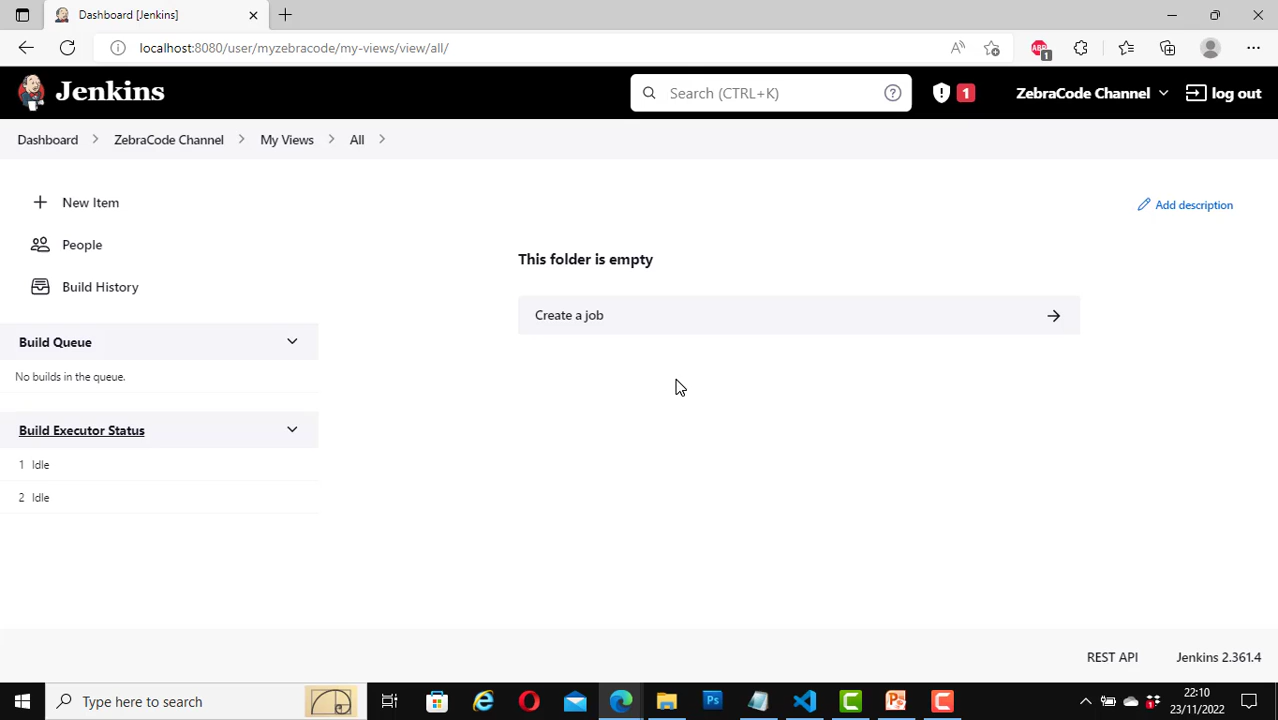 Dashboard [Jenkins]
localhost:8080/user/myzebracode/my-views/view/all/
ABP
1
Jenkins
Search (CTRL+K)
1
ZebraCode Channel
log out
Dashboard
ZebraCode Channel
My Views
All
New Item
Add description
People
This folder is empty
Build History
Create a job
Build Queue
No builds in the queue.
Build Executor Status
1 Idle
2 Idle
REST API
Jenkins 2.361.4
Type here to search
Ps
22:10
23/11/2022